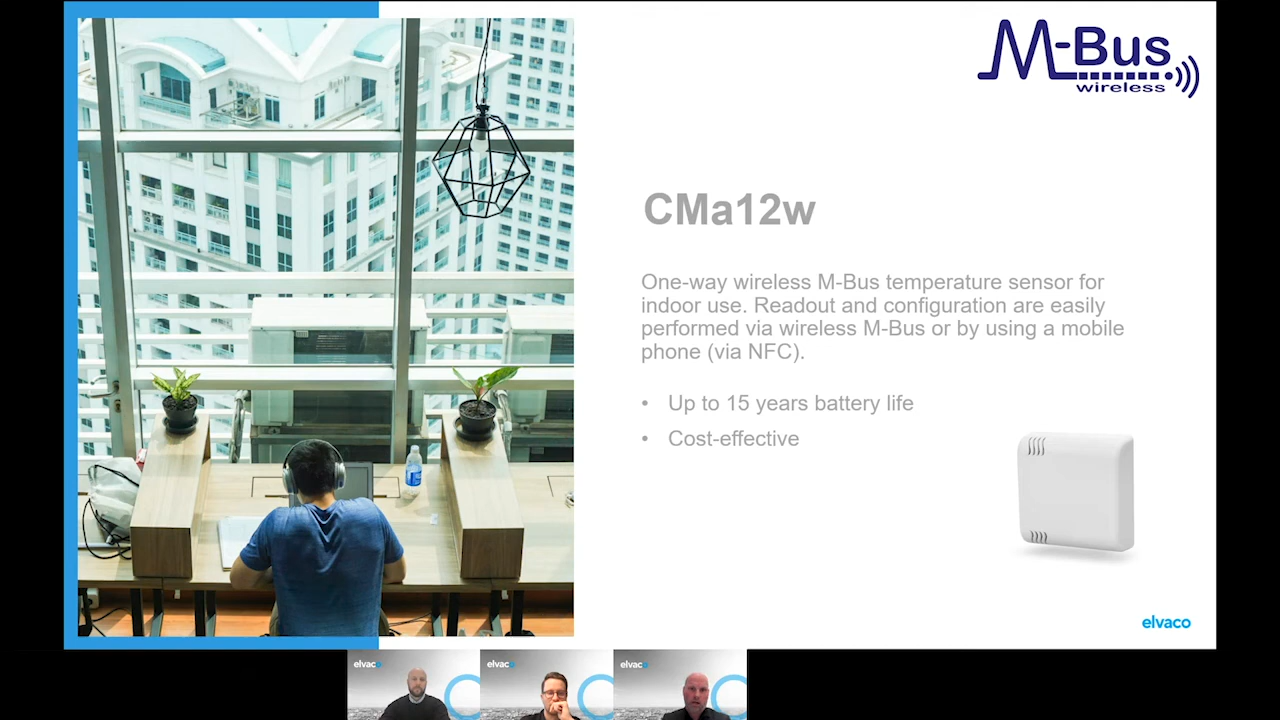 M-Bus
wireless
CMa12w
One-way wireless M-Bus temperature sensor for
indoor use. Readout and configuration are easily
performed via wireless M-Bus or by using a mobile
phone (via NFC).
• Up to 15 years battery life
• Cost-effective
elvaco
elvaco
elvaco
elvaco